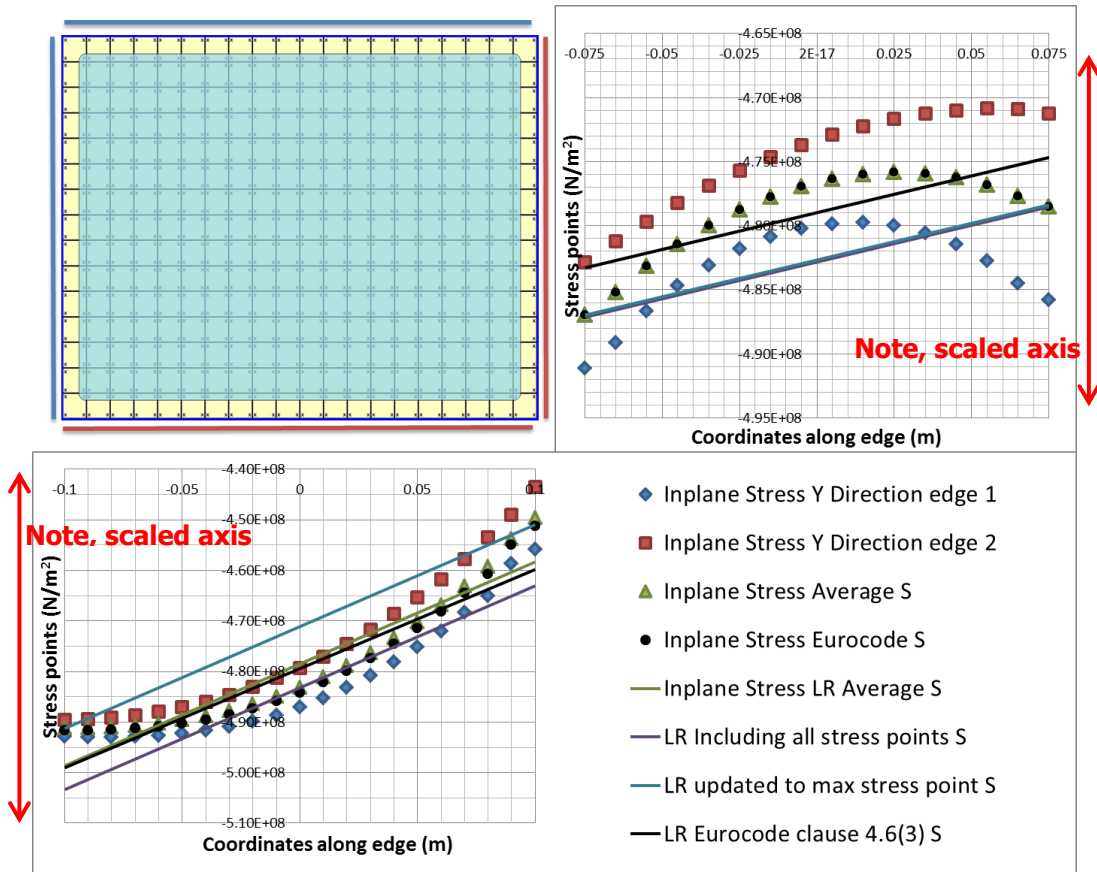 -4.65E+08
-0.075 -0.05 -0.025 2E-17 0.025 0.05 0.075
-4.70E+08
-4.75E+08
-4.80E+08
-4.85E+08
-4.90E+08
-4.95E+08
Stress points (N/m²)
Note, scaled axis
Coordinates along edge (m)
-4.40E+08
-0.1 -0.05 0 0.05 0.1
-4.50E+08
-4.60E+08
-4.70E+08
-4.80E+08
-4.90E+08
-5.00E+08
-5.10E+08
Note, scaled axis
Stress points (N/m²)
Coordinates along edge (m)
Inplane Stress Y Direction edge 1
Inplane Stress Y Direction edge 2
Inplane Stress Average S
Inplane Stress Eurocode S
Inplane Stress LR Average S
LR Including all stress points S
LR updated to max stress point S
LR Eurocode clause 4.6(3) S